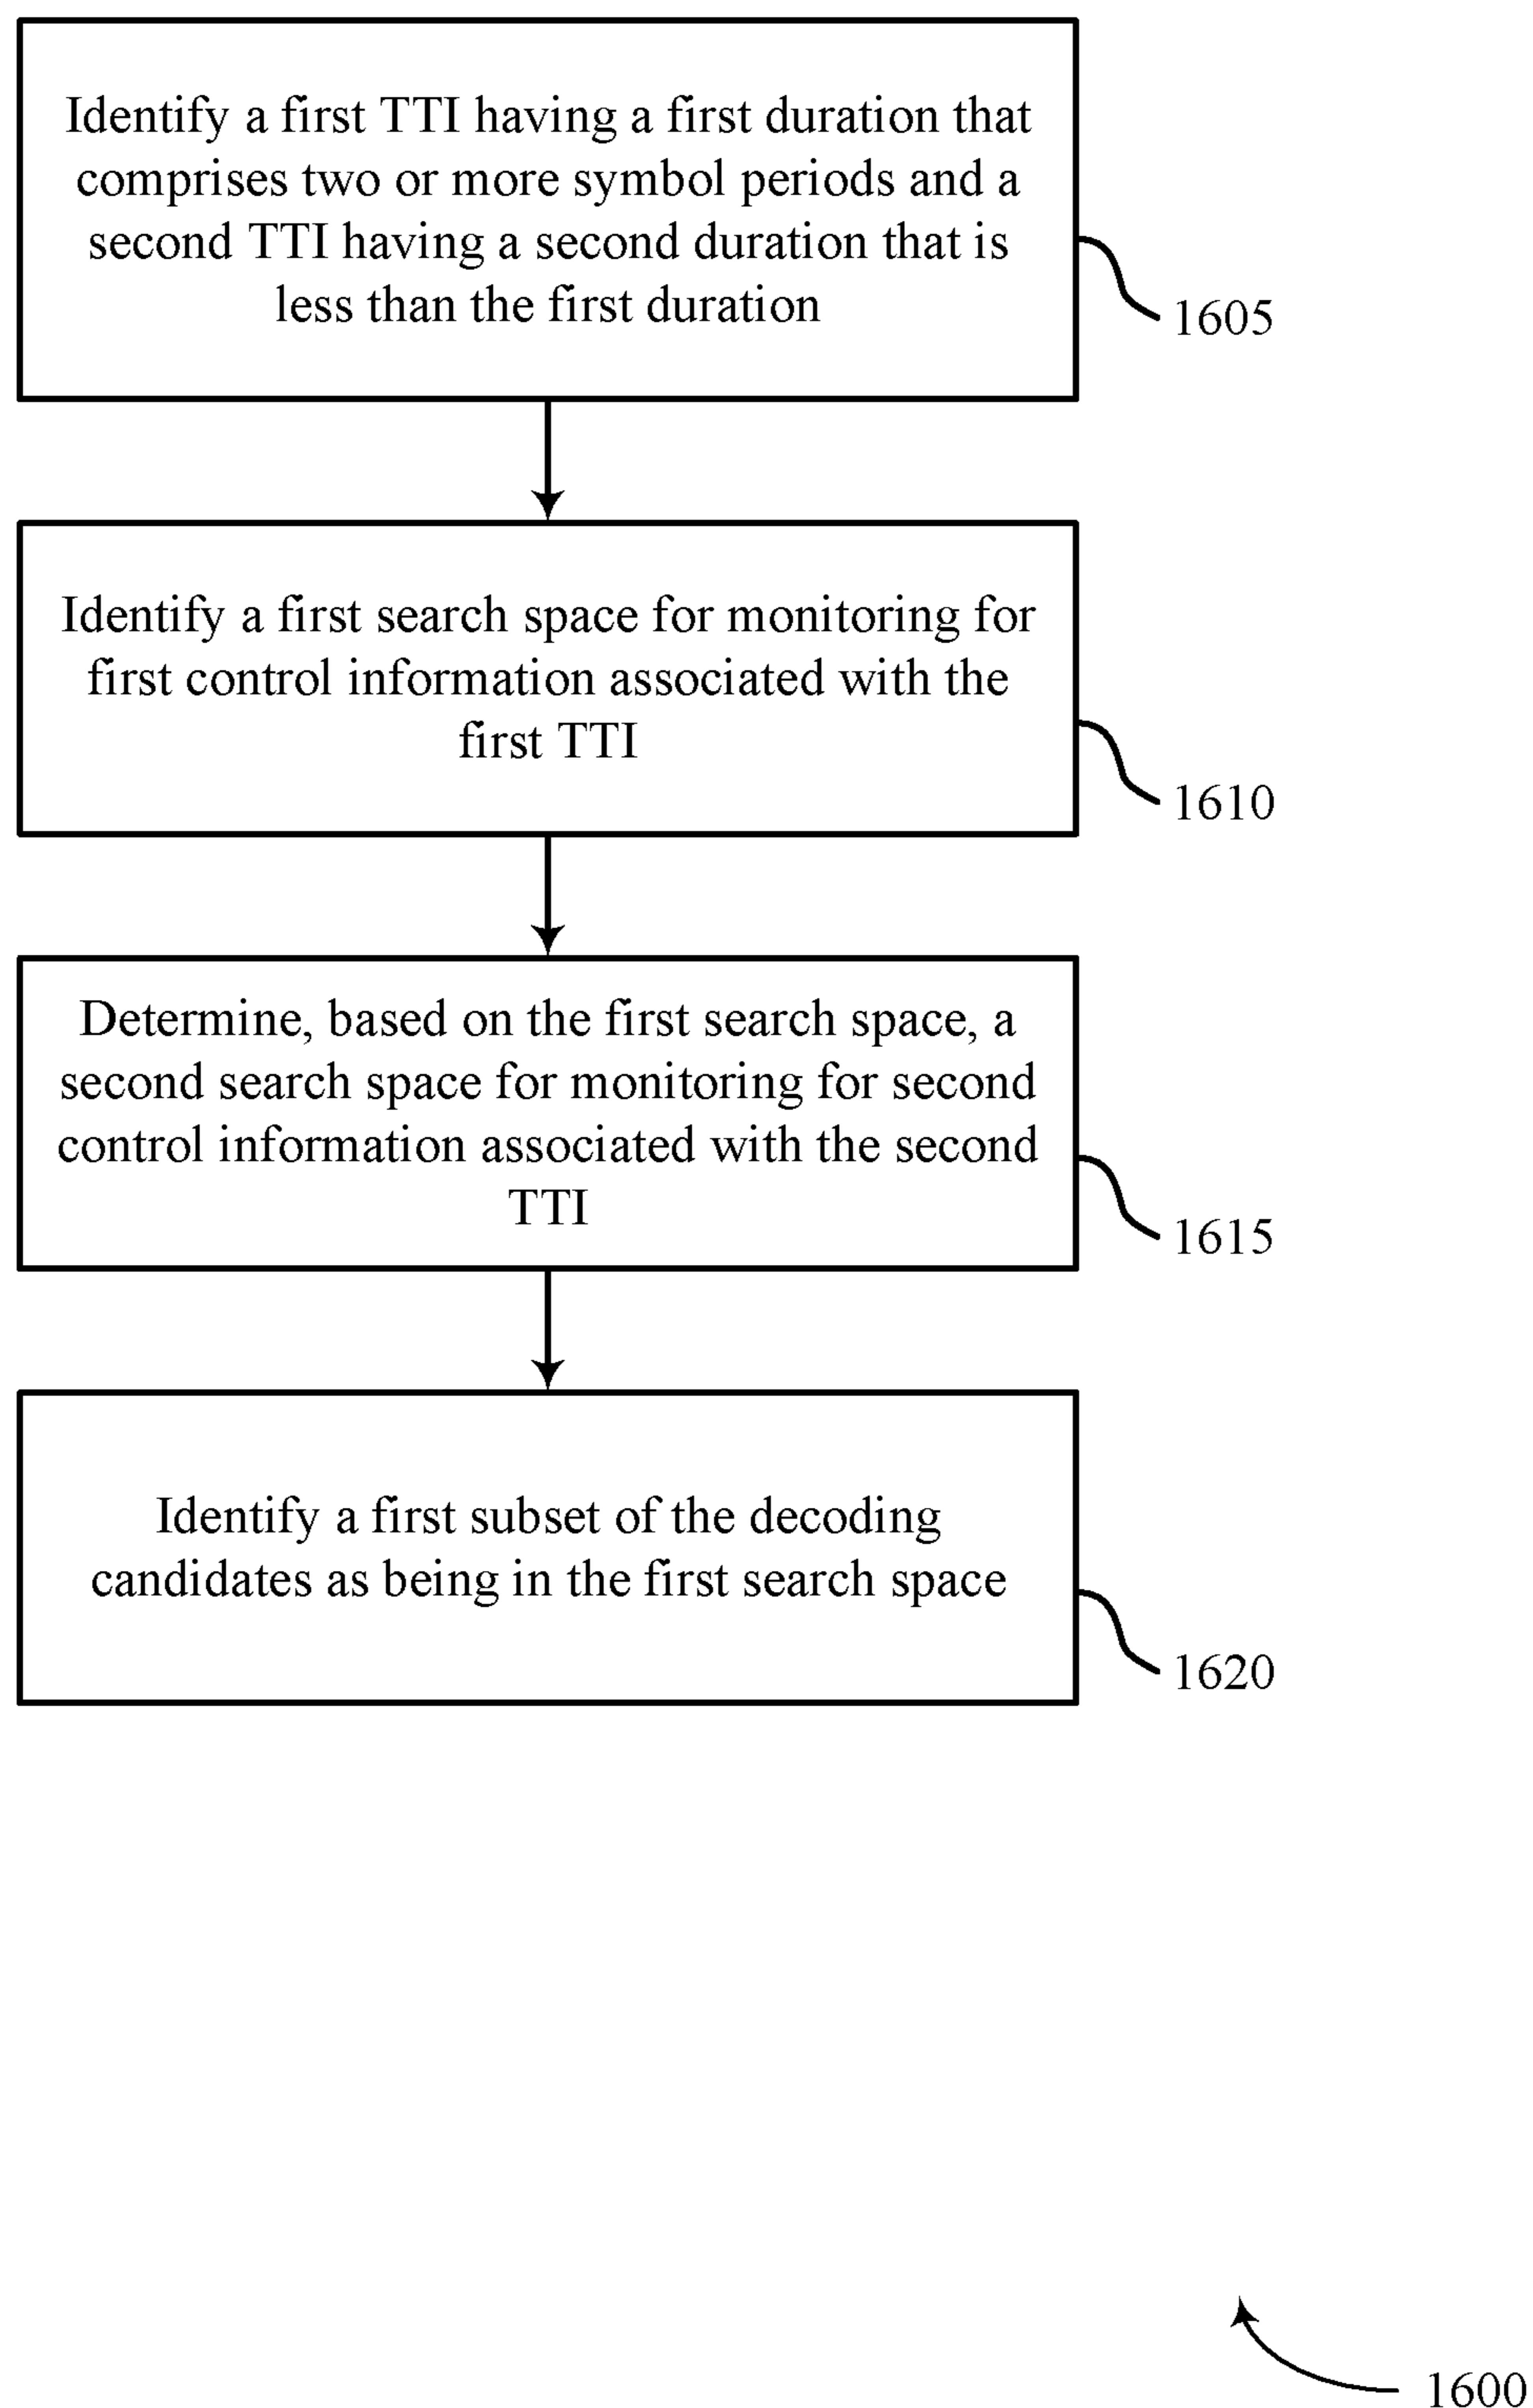 Identify a first TTI having a first duration that
comprises two or more symbol periods and a
second TTI having a second duration that is
less than the first duration
1605
Identify a first search space for monitoring for
first control information associated with the
first TTI
1610
Determine, based on the first search space, a
second search space for monitoring for second
control information associated with the second
TTI
1615
Identify a first subset of the decoding
candidates as being in the first search space
1620
1600